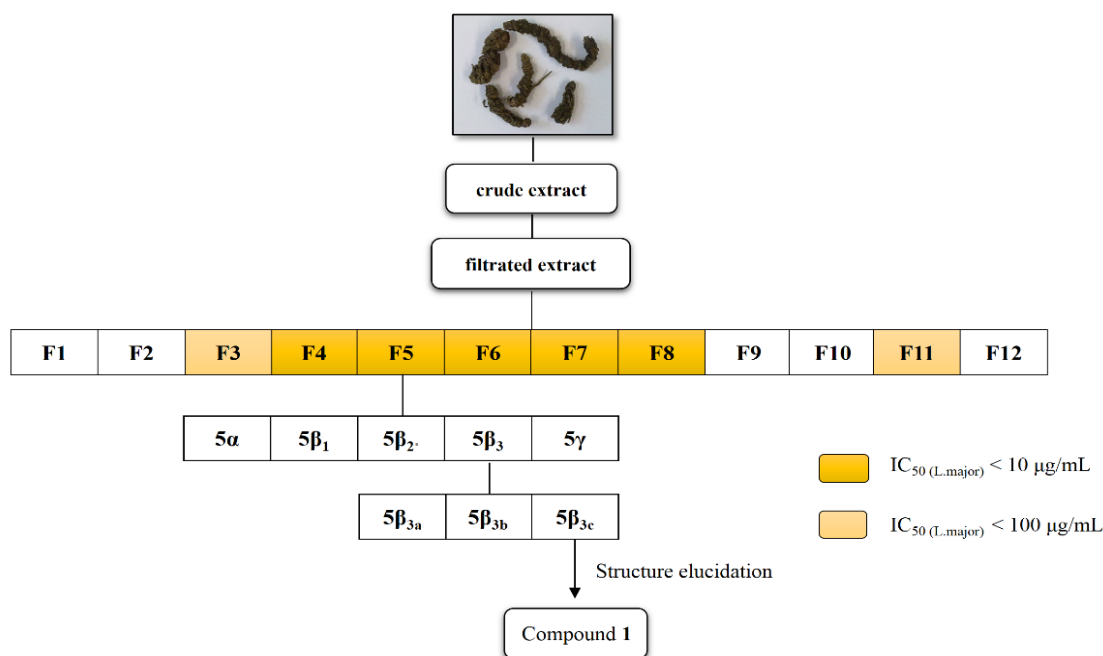 crude extract
filtrated extract
F1 F2 F3 F4 F5 F6 F7 F8 F9 F10 F11 F12
5α 5β₁ 5β₂. 5β₃ 5γ
IC₅₀ (L.major) < 10 μg/mL
5β₃ₐ 5β₃b 5β₃c
IC₅₀ (L.major) < 100 μg/mL
Structure elucidation
Compound 1